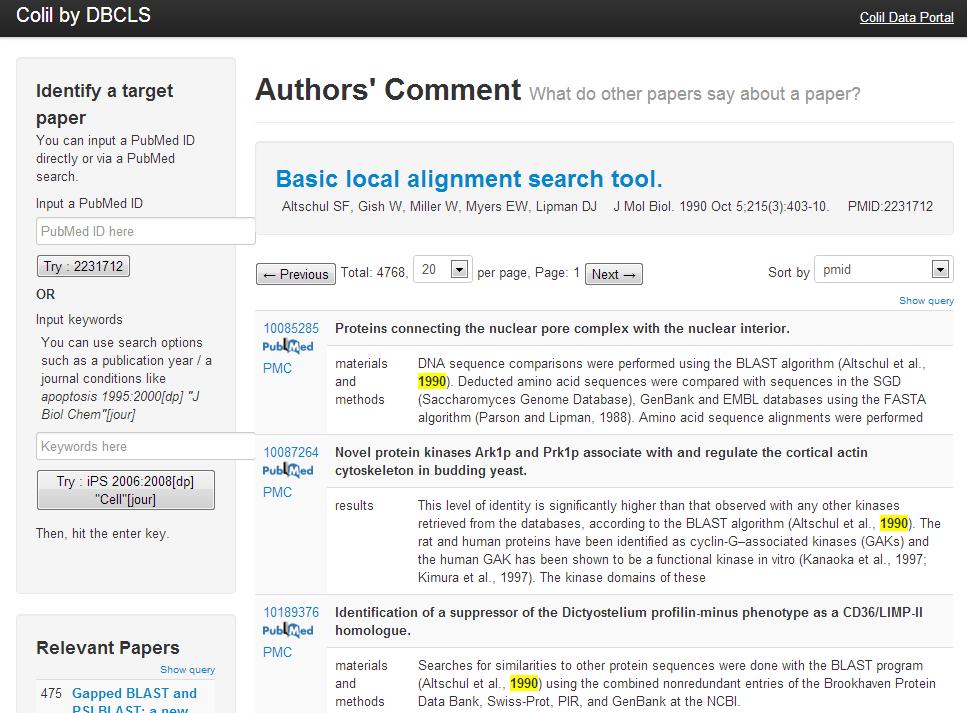 Colil by DBCLS
Colil Data Portal
Identify a target
paper
You can input a PubMed ID
directly or via a PubMed
search.
Input a PubMed ID
PubMed ID here
Try : 2231712
OR
Input keywords
You can use search options
such as a publication year / a
journal conditions like
apoptosis 1995:2000[dp] "J
Biol Chem"[jour]
Keywords here
Try : iPS 2006:2008[dp]
"Cell"[jour]
Then, hit the enter key.
Relevant Papers
Show query
475 Gapped BLAST and
PSI BLAST: a new
Authors' Comment What do other papers say about a paper?
Basic local alignment search tool.
Altschul SF, Gish W, Miller W, Myers EW, Lipman DJ J Mol Biol. 1990 Oct 5;215(3):403-10. PMID:2231712
← Previous Total: 4768, 20 per page, Page: 1 Next → Sort by pmid
Show query
10085285 Proteins connecting the nuclear pore complex with the nuclear interior.
PubMed
PMC
materials
and
methods
DNA sequence comparisons were performed using the BLAST algorithm (Altschul et al.,
1990). Deducted amino acid sequences were compared with sequences in the SGD
(Saccharomyces Genome Database), GenBank and EMBL databases using the FASTA
algorithm (Parson and Lipman, 1988). Amino acid sequence alignments were performed
10087264 Novel protein kinases Ark1p and Prk1p associate with and regulate the cortical actin
cytoskeleton in budding yeast.
PubMed
PMC
results
This level of identity is significantly higher than that observed with any other kinases
retrieved from the databases, according to the BLAST algorithm (Altschul et al., 1990). The
rat and human proteins have been identified as cyclin-G–associated kinases (GAKs) and
the human GAK has been shown to be a functional kinase in vitro (Kanaoka et al., 1997;
Kimura et al., 1997). The kinase domains of these
10189376 Identification of a suppressor of the Dictyostelium profilin-minus phenotype as a CD36/LIMP-II
homologue.
PubMed
PMC
materials
and
methods
Searches for similarities to other protein sequences were done with the BLAST program
(Altschul et al., 1990) using the combined nonredundant entries of the Brookhaven Protein
Data Bank, Swiss-Prot, PIR, and GenBank at the NCBI.